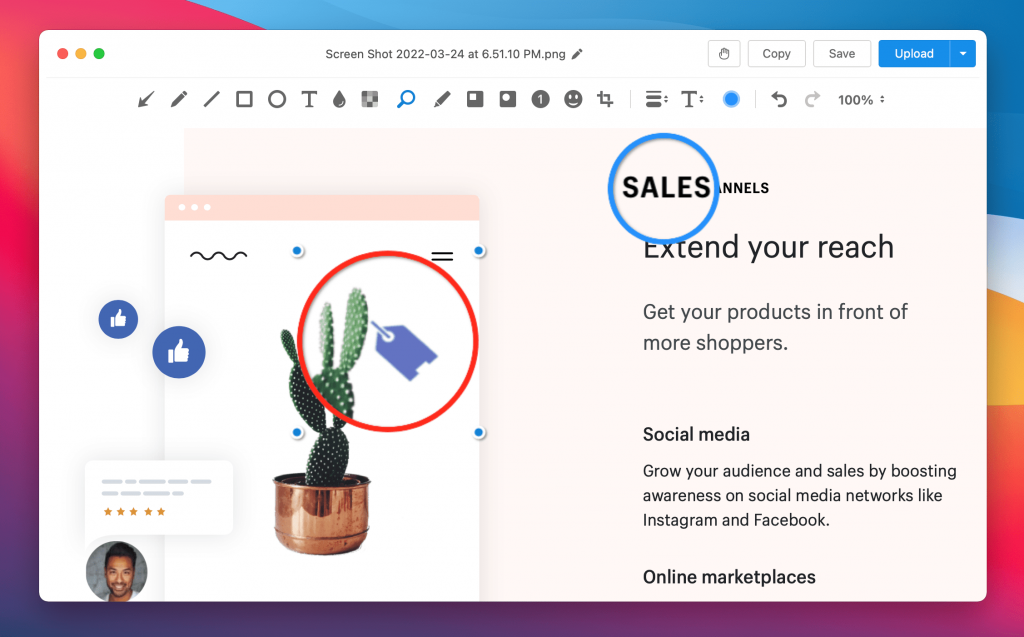 Screen Shot 2022-03-24 at 6.51.10 PM.png
Copy
Save
Upload
T
1
T
100%
SALES ANNELS
Extend your reach
Get your products in front of
more shoppers.
Social media
Grow your audience and sales by boosting
awareness on social media networks like
Instagram and Facebook.
Online marketplaces